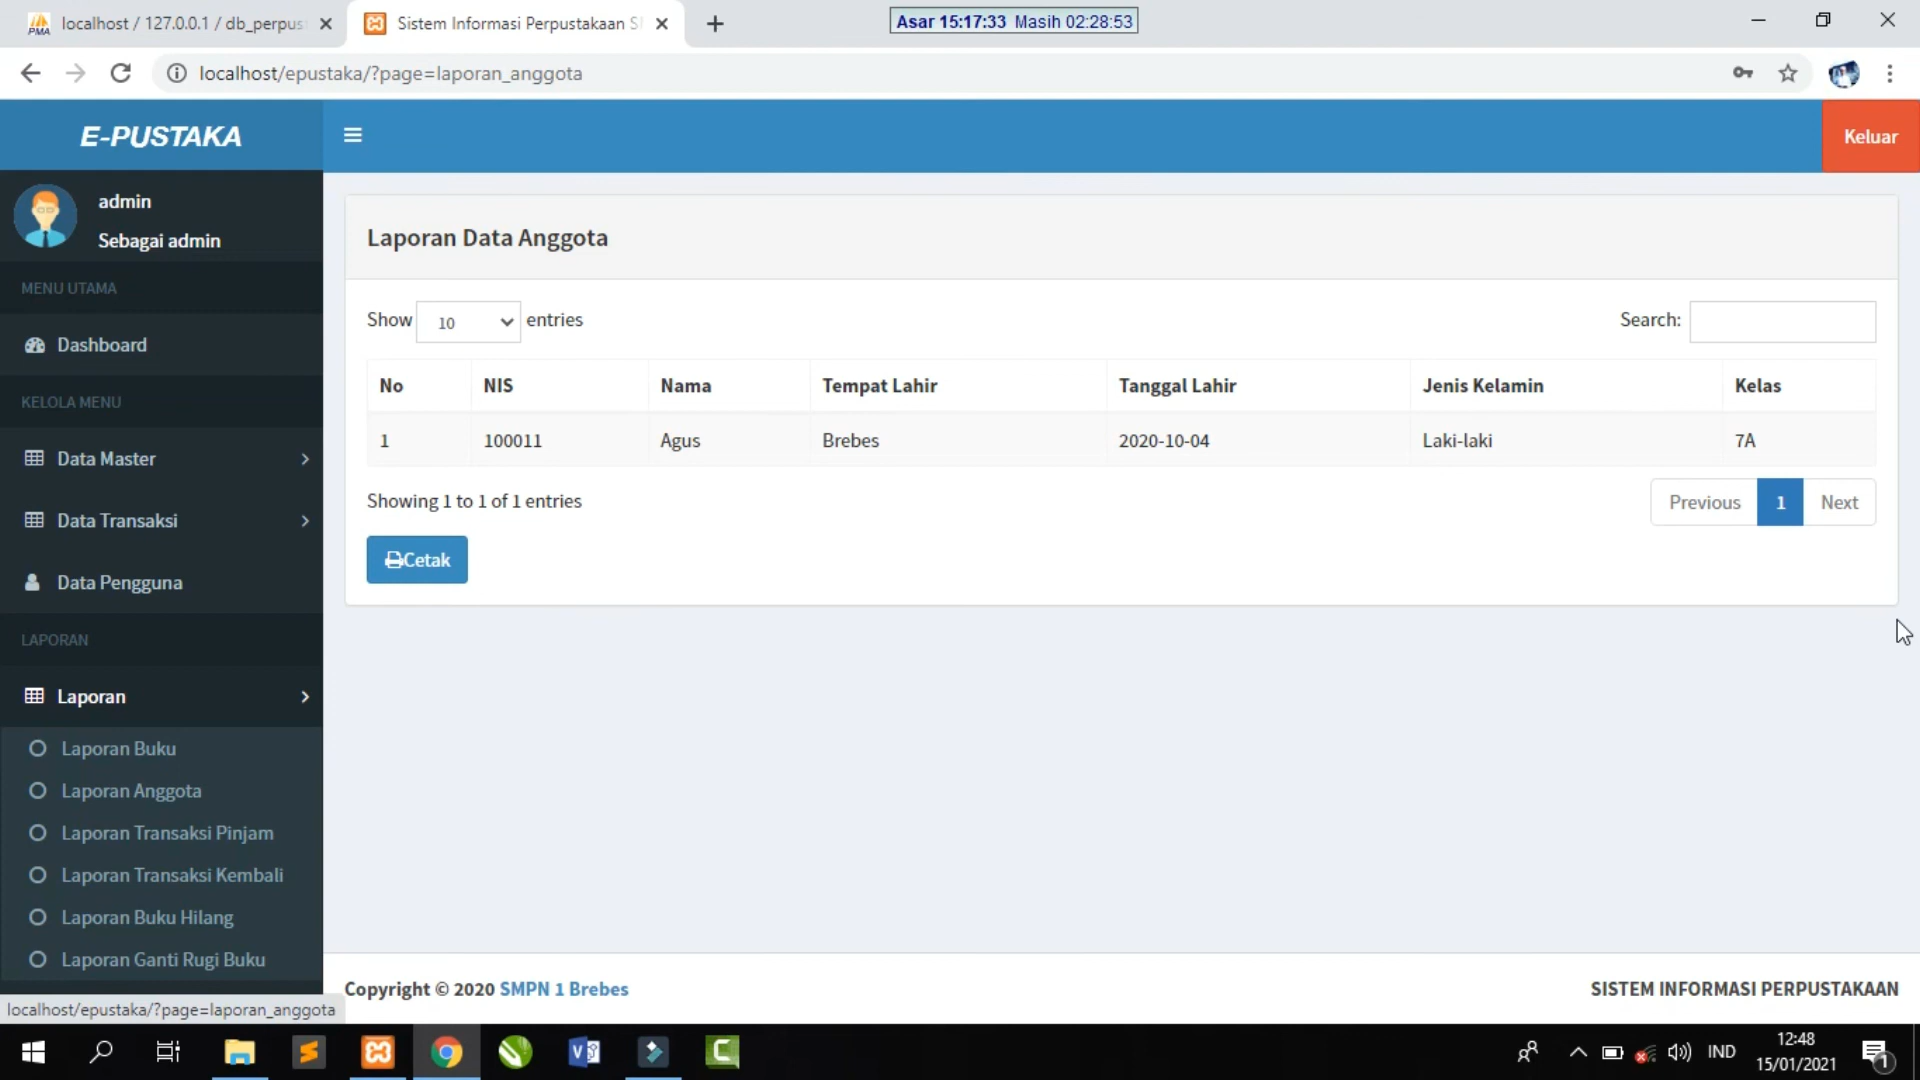 localhost / 127.0.0.1 / db_perpus
Sistem Informasi Perpustakaan S
Asar 15:17:33 Masih 02:28:53
localhost/epustaka/?page=laporan_anggota
E-PUSTAKA
Keluar
admin
Sebagai admin
MENU UTAMA
Dashboard
KELOLA MENU
Data Master
Data Transaksi
Data Pengguna
LAPORAN
Laporan
Laporan Buku
Laporan Anggota
Laporan Transaksi Pinjam
Laporan Transaksi Kembali
Laporan Buku Hilang
Laporan Ganti Rugi Buku
localhost/epustaka/?page=laporan_anggota
Laporan Data Anggota
Show 10 entries
Search:
No NIS Nama Tempat Lahir Tanggal Lahir Jenis Kelamin Kelas
1 100011 Agus Brebes 2020-10-04 Laki-laki 7A
Showing 1 to 1 of 1 entries
Previous 1 Next
Cetak
Copyright © 2020 SMPN 1 Brebes
SISTEM INFORMASI PERPUSTAKAAN
IND
12:48
15/01/2021
1